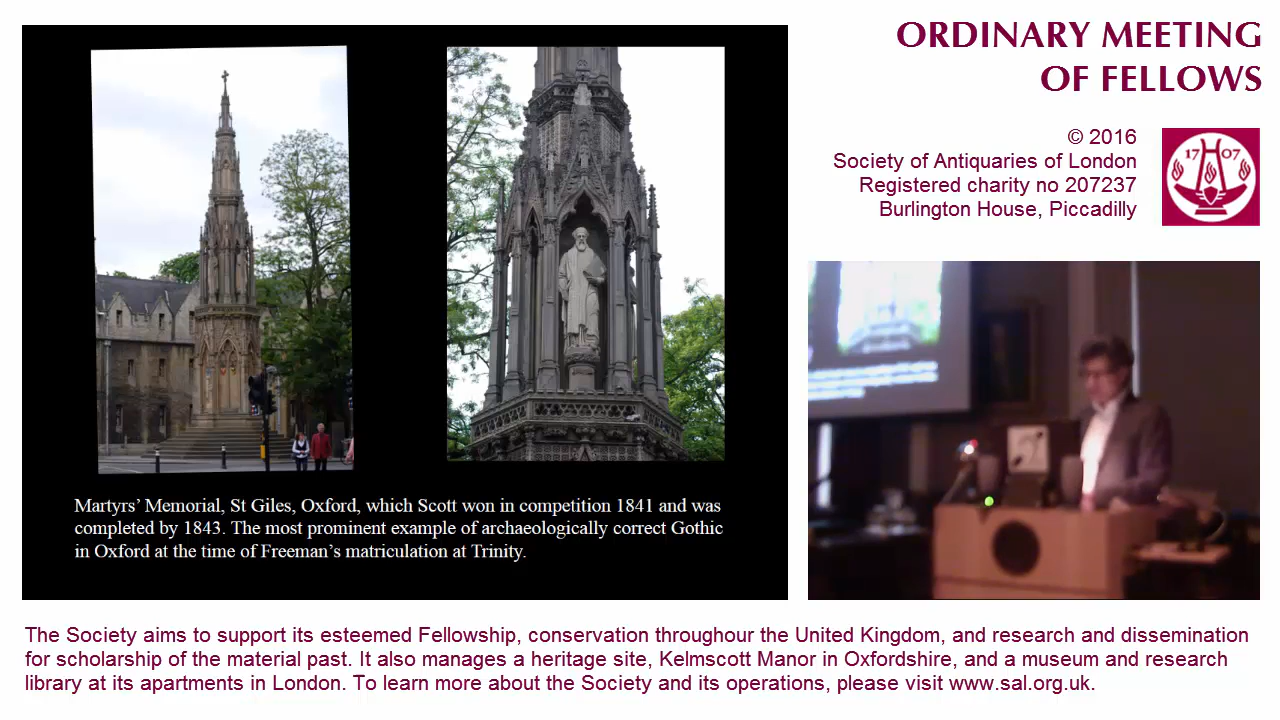 ORDINARY MEETING
OF FELLOWS
© 2016
Society of Antiquaries of London
Registered charity no 207237
Burlington House, Piccadilly
17 07
Martyrs’ Memorial, St Giles, Oxford, which Scott won in competition 1841 and was
completed by 1843. The most prominent example of archaeologically correct Gothic
in Oxford at the time of Freeman’s matriculation at Trinity.
The Society aims to support its esteemed Fellowship, conservation throughour the United Kingdom, and research and dissemination
for scholarship of the material past. It also manages a heritage site, Kelmscott Manor in Oxfordshire, and a museum and research
library at its apartments in London. To learn more about the Society and its operations, please visit www.sal.org.uk.